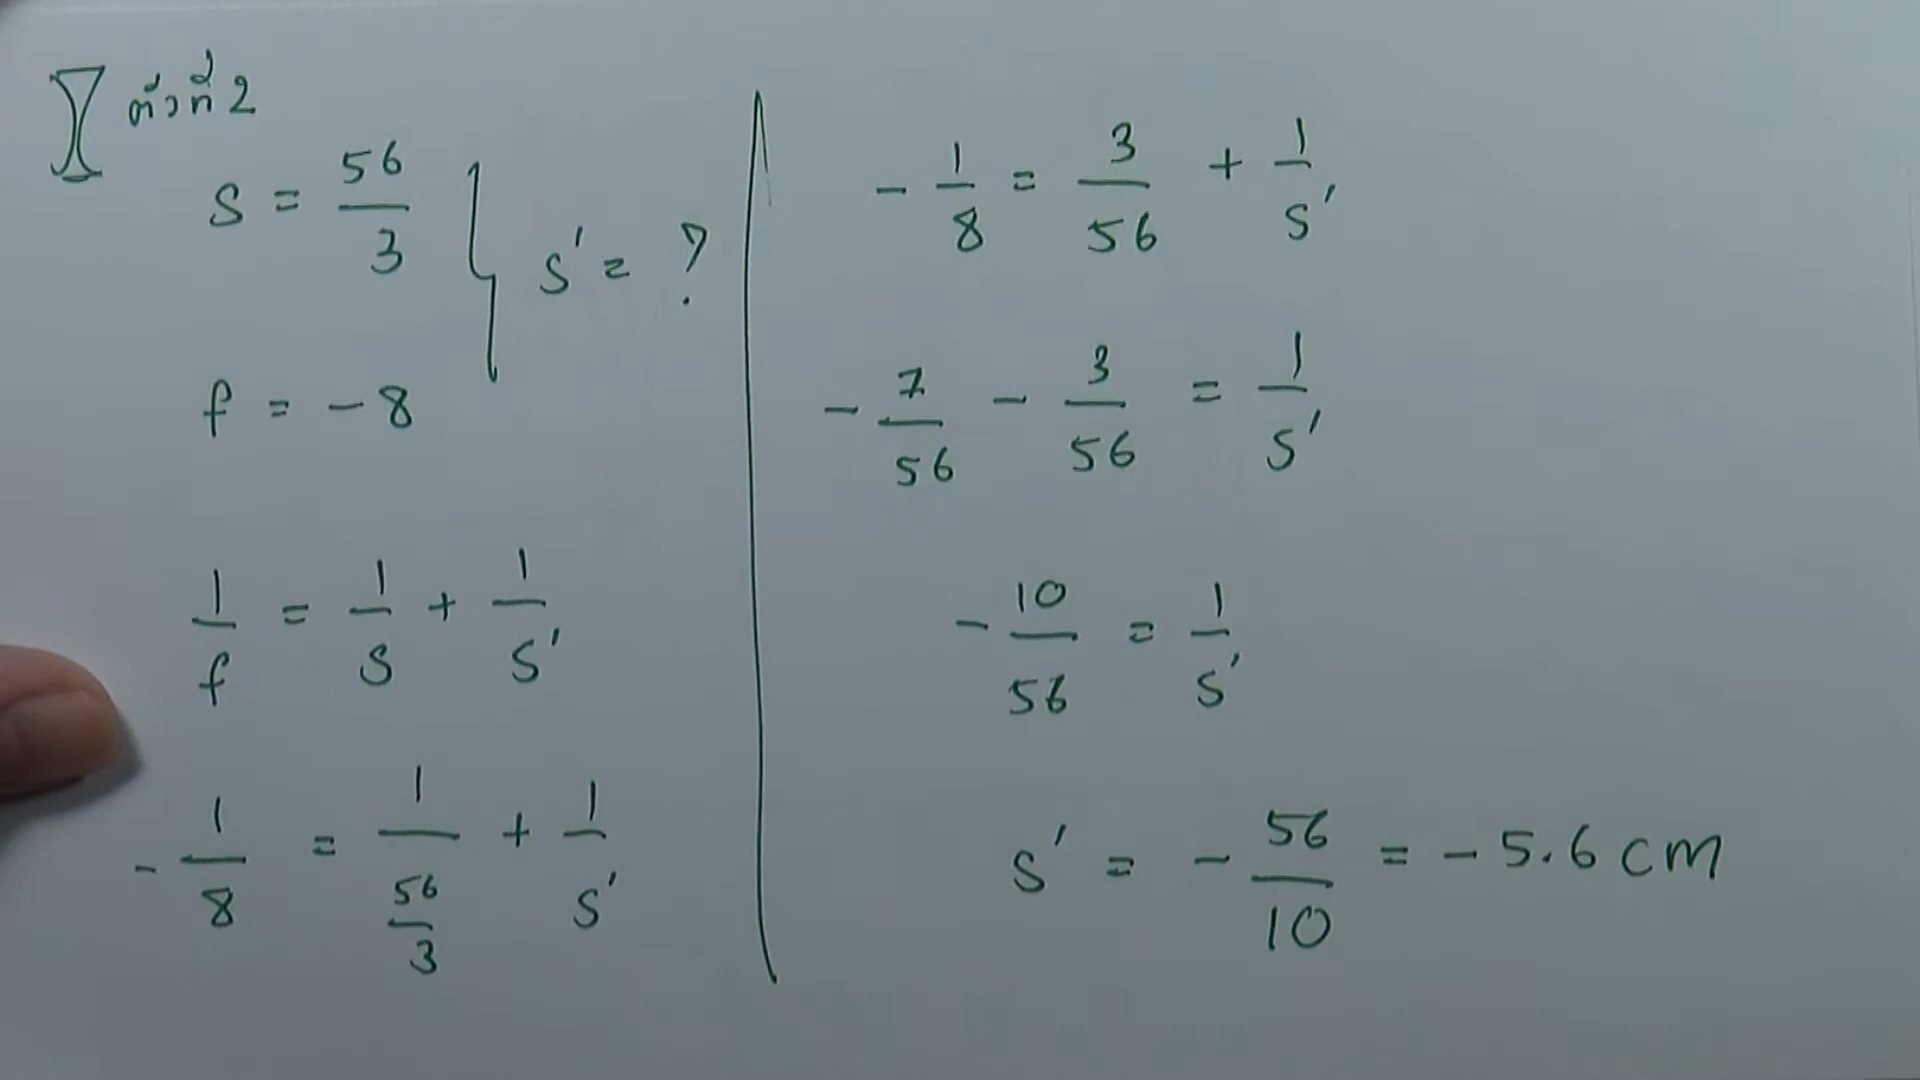 ตัวที่ 2
S = 56/3
S' = ?
f = -8
1/f = 1/S + 1/S'
- 1/8 = 1/(56/3) + 1/S'
- 1/8 = 3/56 + 1/S'
- 7/56 - 3/56 = 1/S'
- 10/56 = 1/S'
S' = - 56/10 = - 5.6 cm